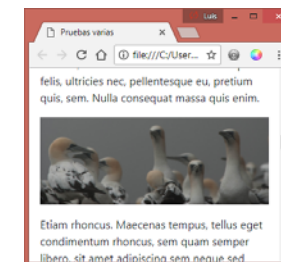 Luis
Pruebas varias
file:///C:/User...
felis, ultricies nec, pellentesque eu, pretium
quis, sem. Nulla consequat massa quis enim.
Etiam rhoncus. Maecenas tempus, tellus eget
condimentum rhoncus, sem quam semper
libero, sit amet adipiscing sem neque sed